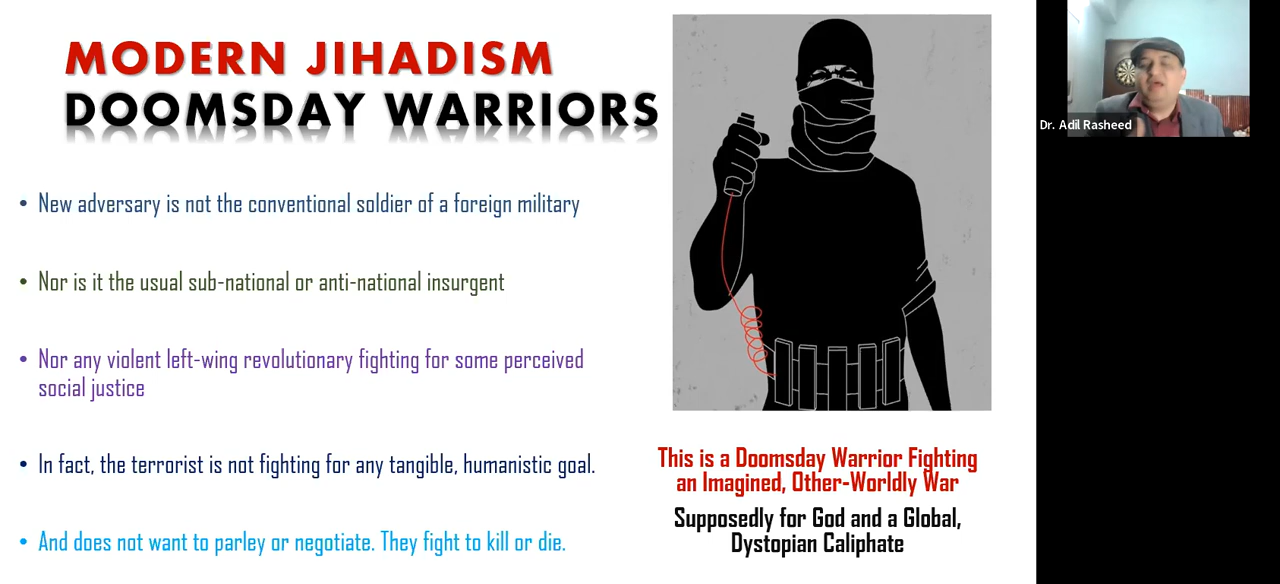 MODERN JIHADISM
DOOMSDAY WARRIORS
• New adversary is not the conventional soldier of a foreign military
• Nor is it the usual sub-national or anti-national insurgent
• Nor any violent left-wing revolutionary fighting for some perceived
social justice
• In fact, the terrorist is not fighting for any tangible, humanistic goal.
• And does not want to parley or negotiate. They fight to kill or die.
This is a Doomsday Warrior Fighting
an Imagined, Other-Worldly War
Supposedly for God and a Global,
Dystopian Caliphate
Dr. Adil Rasheed